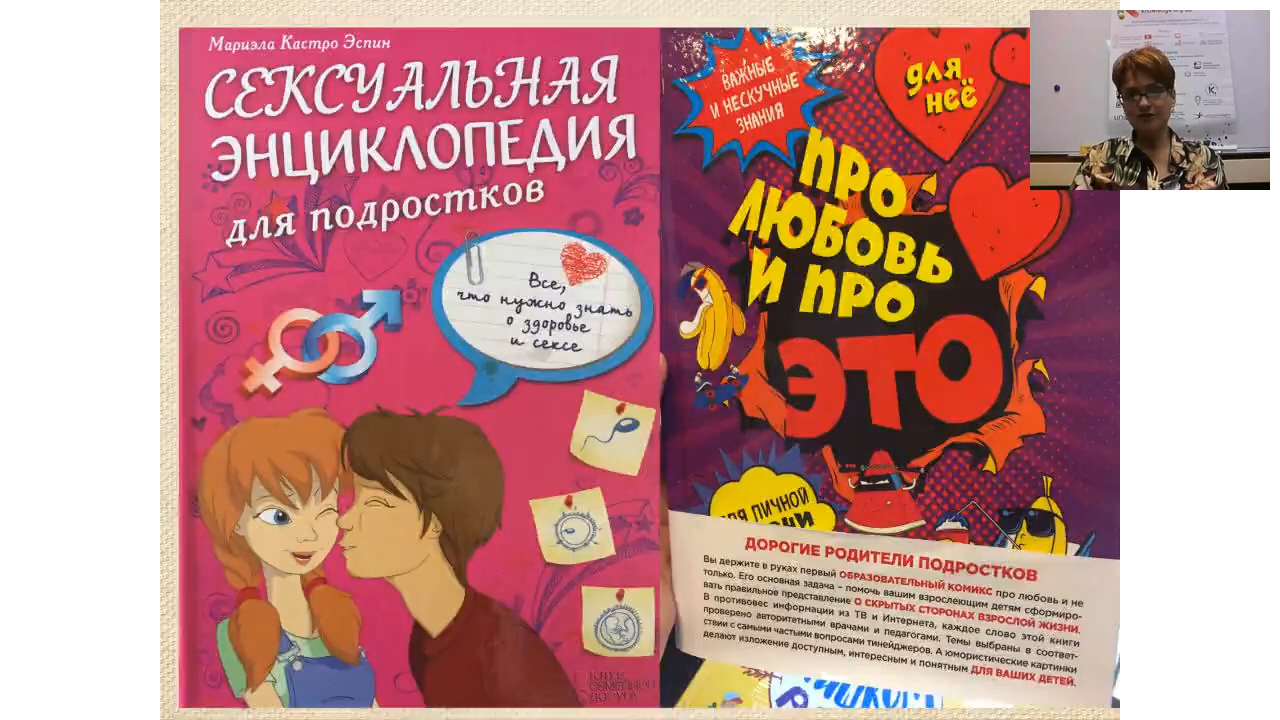 Мариэла Кастро Эспин
СЕКСУАЛЬНАЯ
ЭНЦИКЛОПЕДИЯ
для подростков
Все,
что нужно знать
о здоровье
и сексе
КЛУБ
СЕМЕЙНОГО
ДОСУГА
ВАЖНЫЕ
И НЕСКУЧНЫЕ
ЗНАНИЯ
для
неё
ПРО
ЛЮБОВЬ
И ПРО
ЭТО
ЛИЧНОЙ
ДОРОГИЕ РОДИТЕЛИ ПОДРОСТКОВ
Вы держите в руках первый ОБРАЗОВАТЕЛЬНЫЙ КОМИКС про любовь и не
только. Его основная задача – помочь вашим взрослеющим детям сформиро-
вать правильное представление О СКРЫТЫХ СТОРОНАХ ВЗРОСЛОЙ ЖИЗНИ.
В противовес информации из ТВ и Интернета, каждое слово этой книги
проверено авторитетными врачами и педагогами. Темы выбраны в соответ-
ствии с самыми частыми вопросами тинейджеров. А юмористические картинки
делают изложение доступным, интересным и понятным ДЛЯ ВАШИХ ДЕТЕЙ.